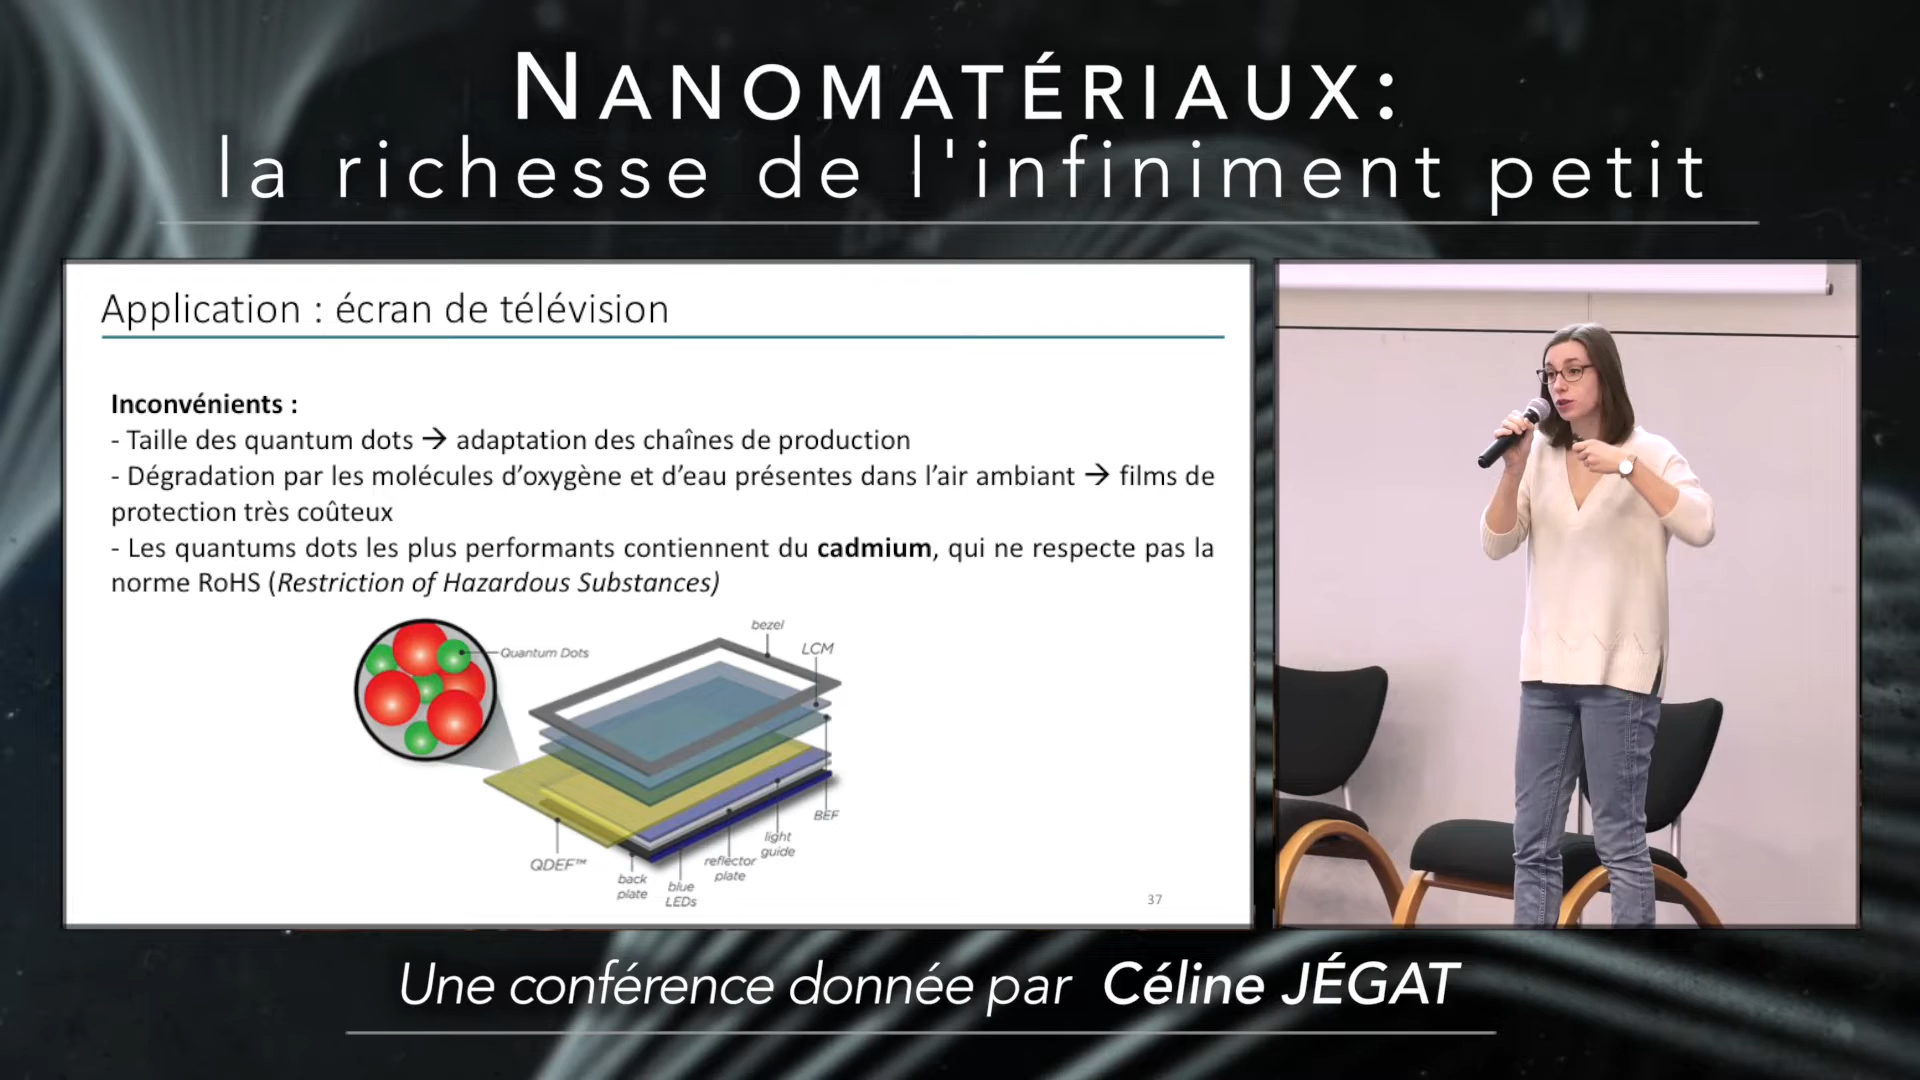 NANOMATÉRIAUX:
la richesse de l'infiniment petit
Application : écran de télévision
Inconvénients :
- Taille des quantum dots → adaptation des chaînes de production
- Dégradation par les molécules d’oxygène et d’eau présentes dans l’air ambiant → films de
protection très coûteux
- Les quantums dots les plus performants contiennent du cadmium, qui ne respecte pas la
norme RoHS (Restriction of Hazardous Substances)
Quantum Dots
bezel
LCM
BEF
light
guide
reflector
plate
blue
LEDs
back
plate
QDEF™
37
Une conférence donnée par Céline JÉGAT